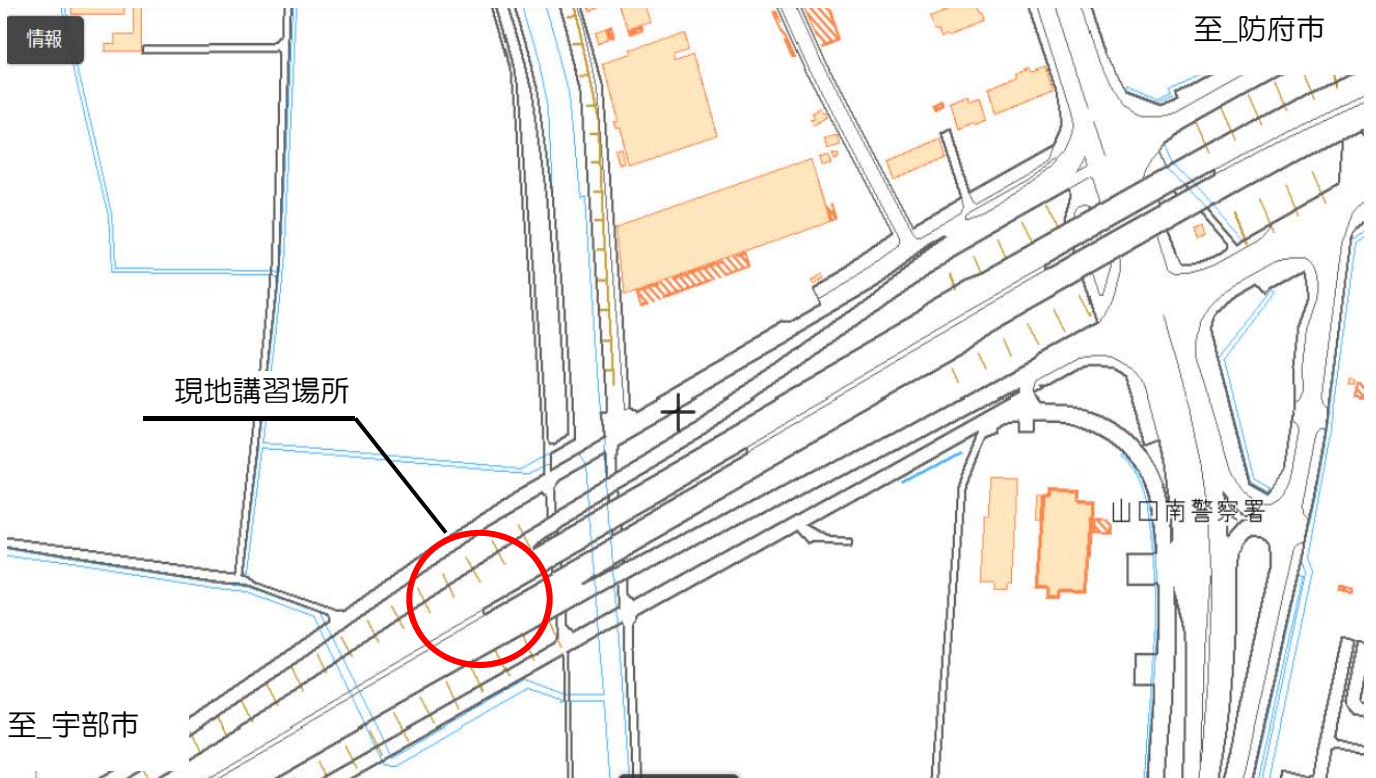 情報
至_防府市
現地講習場所
山口南警察署
至_宇部市